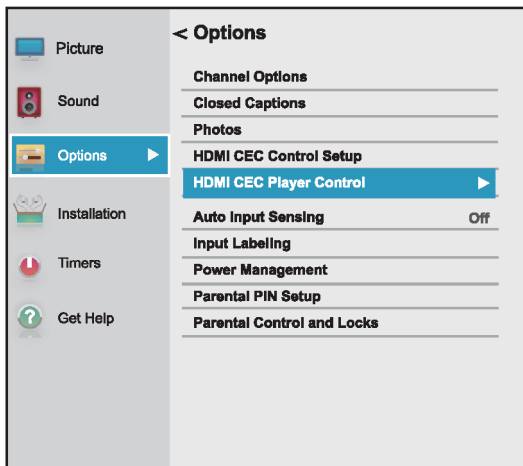 Picture
Sound
Options
Installation
Timers
Get Help
< Options
Channel Options
Closed Captions
Photos
HDMI CEC Control Setup
HDMI CEC Player Control
Auto Input Sensing Off
Input Labeling
Power Management
Parental PIN Setup
Parental Control and Locks